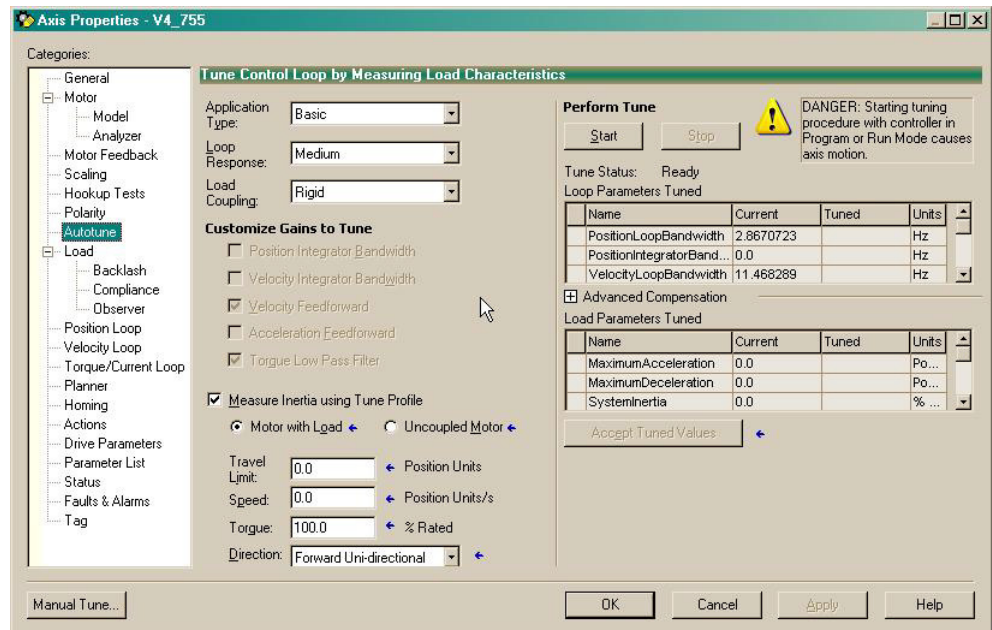 Axis Properties - V4_755
Categories:
General
Motor
Model
Analyzer
Motor Feedback
Scaling
Hookup Tests
Polarity
Autotune
Load
Backlash
Compliance
Observer
Position Loop
Velocity Loop
Torque/Current Loop
Planner
Homing
Actions
Drive Parameters
Parameter List
Status
Faults & Alarms
Tag
Tune Control Loop by Measuring Load Characteristics
Application
Type:
Basic
Loop
Response:
Medium
Load
Coupling:
Rigid
Customize Gains to Tune
Position Integrator Bandwidth
Velocity Integrator Bandwidth
Velocity Feedforward
Acceleration Feedforward
Torque Low Pass Filter
Measure Inertia using Tune Profile
Motor with Load
Uncoupled Motor
Travel
Limit:
0.0
Position Units
Speed:
0.0
Position Units/s
Torque:
100.0
% Rated
Direction:
Forward Uni-directional
Perform Tune
Start
Stop
DANGER: Starting tuning
procedure with controller in
Program or Run Mode causes
axis motion.
Tune Status: Ready
Loop Parameters Tuned
Name Current Tuned Units
PositionLoopBandwidth 2.8670723 Hz
PositionIntegratorBand... 0.0 Hz
VelocityLoopBandwidth 11.468289 Hz
Advanced Compensation
Load Parameters Tuned
Name Current Tuned Units
MaximumAcceleration 0.0 Po...
MaximumDeceleration 0.0 Po...
SystemInertia 0.0 % ...
Accept Tuned Values
Manual Tune...
OK
Cancel
Apply
Help